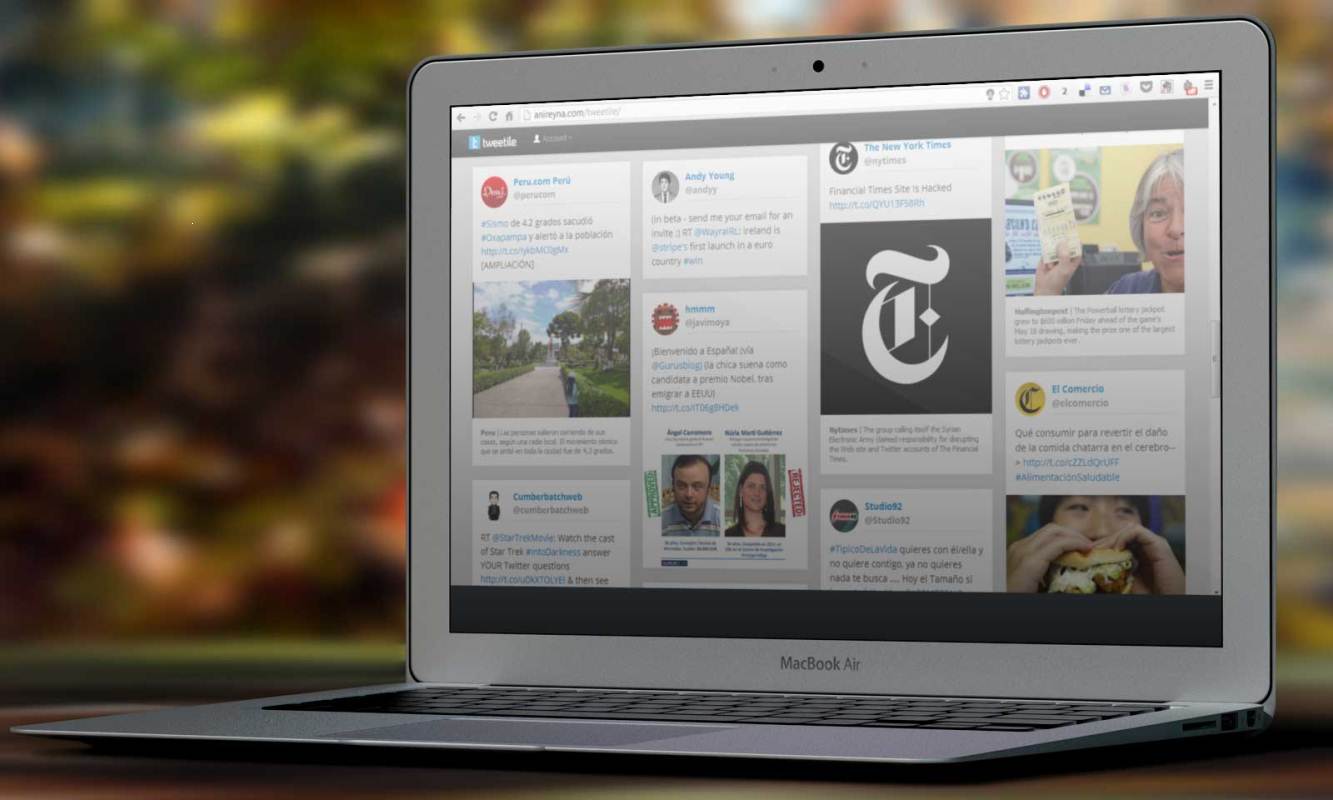 anireyna.com/tweetile/
2
tweetile
Account
Peru.com Perú
@perucom
#Sismo de 4.2 grados sacudió
#Oxapampa y alertó a la población
[AMPLIACIÓN]
Peru | Las personas salieron corriendo de sus
casas, según una radio local. El movimiento sísmico
que se sintió en toda la ciudad fue de 4,3 grados.
Cumberbatchweb
@cumberbatchweb
RT @StarTrekMovie: Watch the cast
of Star Trek #IntoDarkness answer
YOUR Twitter questions
& then see
Andy Young
@andyy
(in beta - send me your email for an
invite ;) RT @WayraIRL: Ireland is
@stripe's first launch in a euro
country #win
hmmm
@javimoya
¡Bienvenido a España! (vía
@Gurusblog) (la chica suena como
candidata a premio Nobel, tras
emigrar a EEUU)
http://t.co/iT06g8HDek
Ángel Carromero
Núria Martí Gutiérrez
APPROVED
REJECTED
The New York Times
@nytimes
Financial Times Site Is Hacked
http://t.co/QYU13F58Rh
Nytimes | The group calling itself the Syrian
Electronic Army claimed responsibility for disrupting
the Web site and Twitter accounts of The Financial
Times.
Studio92
@Studio92
#TipicoDeLaVida quieres con él/ella y
no quiere contigo, ya no quieres
nada te busca .... Hoy el Tamaño si
Huffingtonpost | The Powerball lottery jackpot
grew to $600 million Friday ahead of the game's
May 18 drawing, making the prize one of the largest
lottery jackpots ever.
El Comercio
@elcomercio
Qué consumir para revertir el daño
de la comida chatarra en el cerebro--
> http://t.co/cZZLdQrUFF
#AlimentaciónSaludable
MacBook Air